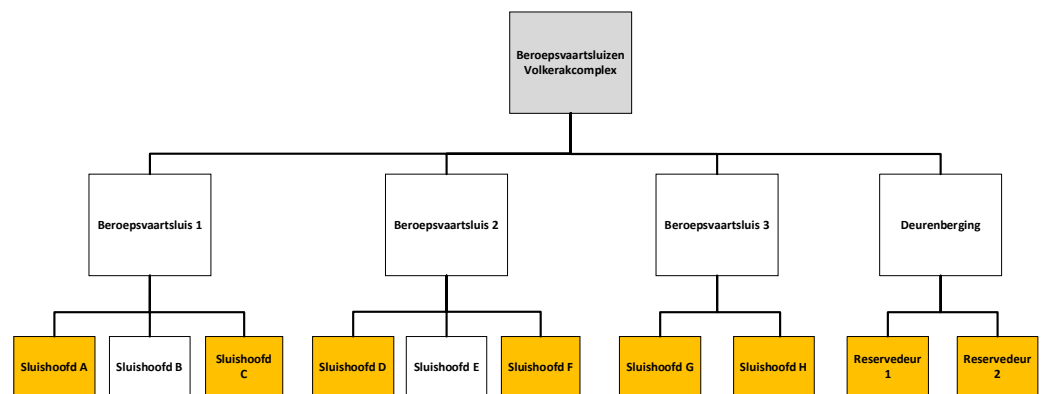 Beroepsvaartsluizen
Volkerakcomplex
Beroepsvaartsluis 1
Beroepsvaartsluis 2
Beroepsvaartsluis 3
Deurenberging
Sluishoofd A
Sluishoofd B
Sluishoofd
C
Sluishoofd D
Sluishoofd E
Sluishoofd F
Sluishoofd G
Sluishoofd H
Reservedeur
1
Reservedeur
2